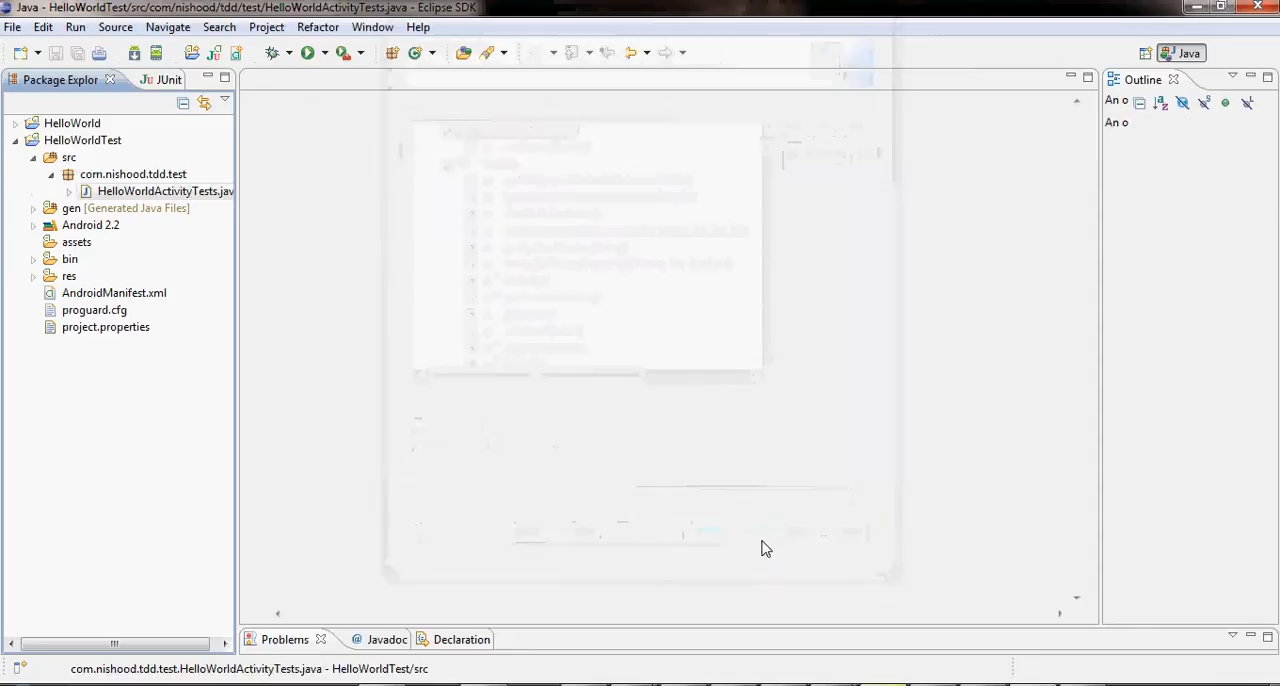 Java - HelloWorldTest/src/com/nishood/tdd/test/HelloWorldActivityTests.java - Eclipse SDK
File Edit Run Source Navigate Search Project Refactor Window Help
Java
Package Explor
JUnit
Outline
HelloWorld
HelloWorldTest
src
com.nishood.tdd.test
HelloWorldActivityTests.jav
gen [Generated Java Files]
Android 2.2
assets
bin
res
AndroidManifest.xml
proguard.cfg
project.properties
An o
An o
Problems
@ Javadoc
Declaration
com.nishood.tdd.test.HelloWorldActivityTests.java - HelloWorldTest/src